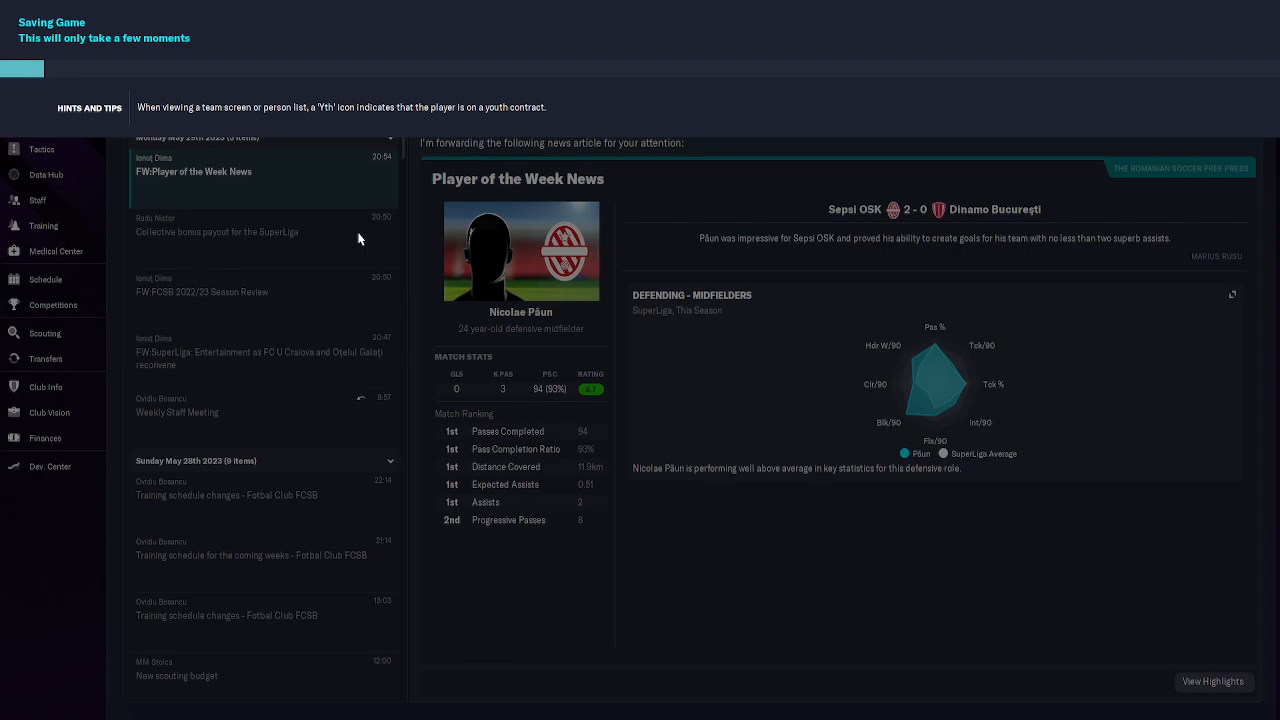 Saving Game
This will only take a few moments
HINTS AND TIPS
When viewing a team screen or person list, a 'Yth' icon indicates that the player is on a youth contract.
Tactics
Data Hub
Staff
Training
Medical Center
Schedule
Competitions
Scouting
Transfers
Club Info
Club Vision
Finances
Dev. Center
Monday May 29th 2023 (5 items)
Ionuț Dima 20:54
FW:Player of the Week News
Radu Nistor 20:50
Collective bonus payout for the SuperLiga
Ionuț Dima 20:50
FW:FCSB 2022/23 Season Review
Ionuț Dima 20:47
FW:SuperLiga: Entertainment as FC U Craiova and Oțelul Galați
reconvene
Ovidiu Bosancu 8:57
Weekly Staff Meeting
Sunday May 28th 2023 (9 items)
Ovidiu Bosancu 22:14
Training schedule changes - Fotbal Club FCSB
Ovidiu Bosancu 21:14
Training schedule for the coming weeks - Fotbal Club FCSB
Ovidiu Bosancu 13:03
Training schedule changes - Fotbal Club FCSB
MM Stoica 12:00
New scouting budget
I'm forwarding the following news article for your attention:
Player of the Week News
THE ROMANIAN SOCCER FREE PRESS
Nicolae Păun
24 year-old defensive midfielder
MATCH STATS
GLS K PAS PSC RATING
0 3 94 (93%) 8.7
Match Ranking
1st Passes Completed 94
1st Pass Completion Ratio 93%
1st Distance Covered 11.9km
1st Expected Assists 0.51
1st Assists 2
2nd Progressive Passes 8
Sepsi OSK 2 - 0 Dinamo București
Păun was impressive for Sepsi OSK and proved his ability to create goals for his team with no less than two superb assists.
MARIUS RUSU
DEFENDING - MIDFIELDERS
SuperLiga, This Season
Pas %
Hdr W/90 Tck/90
Clr/90 Tck %
Blk/90 Int/90
Fls/90
Păun SuperLiga Average
Nicolae Păun is performing well above average in key statistics for this defensive role.
View Highlights